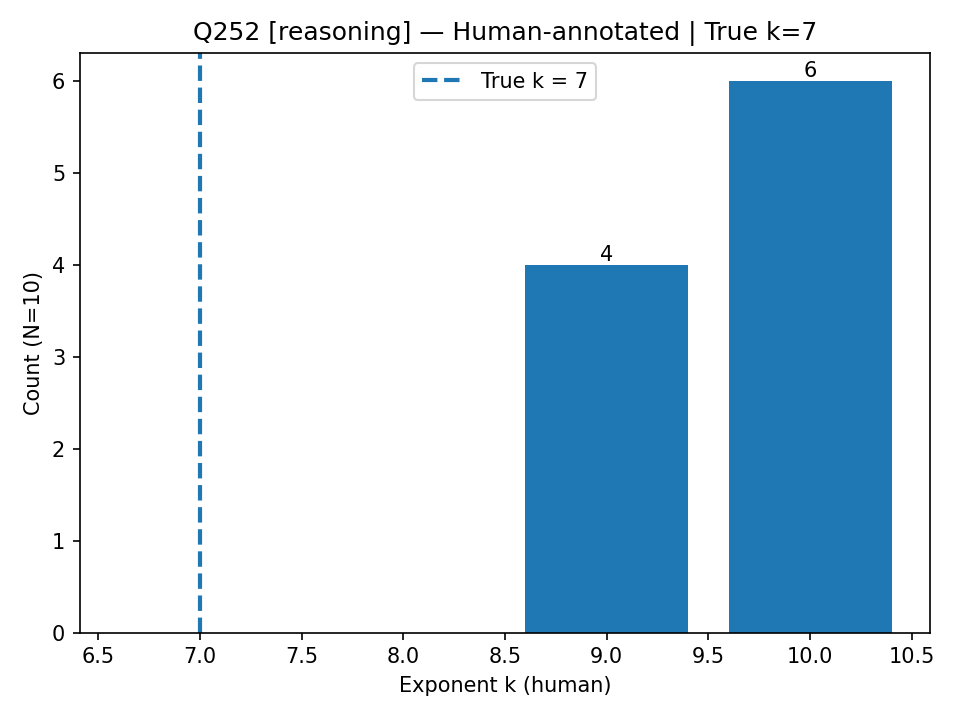 Q252 [reasoning] — Human-annotated | True k=7
True k = 7
Count (N=10)
6
5
4
3
2
1
0
4
6
6.5 7.0 7.5 8.0 8.5 9.0 9.5 10.0 10.5
Exponent k (human)